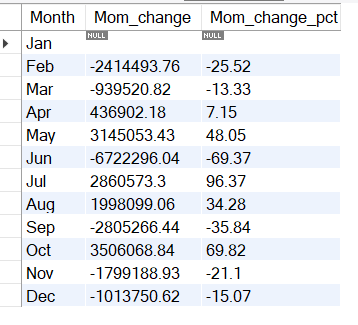 Month Mom_change Mom_change_pct
Jan NULL NULL
Feb -2414493.76 -25.52
Mar -939520.82 -13.33
Apr 436902.18 7.15
May 3145053.43 48.05
Jun -6722296.04 -69.37
Jul 2860573.3 96.37
Aug 1998099.06 34.28
Sep -2805266.44 -35.84
Oct 3506068.84 69.82
Nov -1799188.93 -21.1
Dec -1013750.62 -15.07